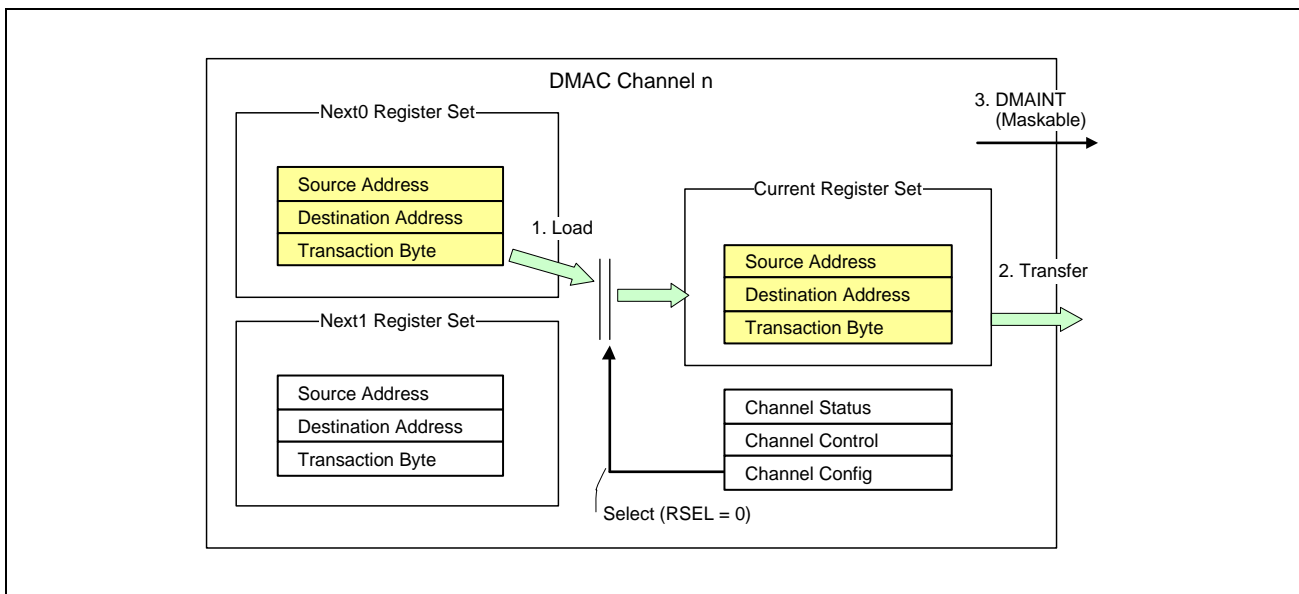 DMAC Channel n
3. DMAINT
(Maskable)
Next0 Register Set
Source Address
Destination Address
Transaction Byte
1. Load
Current Register Set
Source Address
Destination Address
Transaction Byte
2. Transfer
Next1 Register Set
Source Address
Destination Address
Transaction Byte
Channel Status
Channel Control
Channel Config
Select (RSEL = 0)